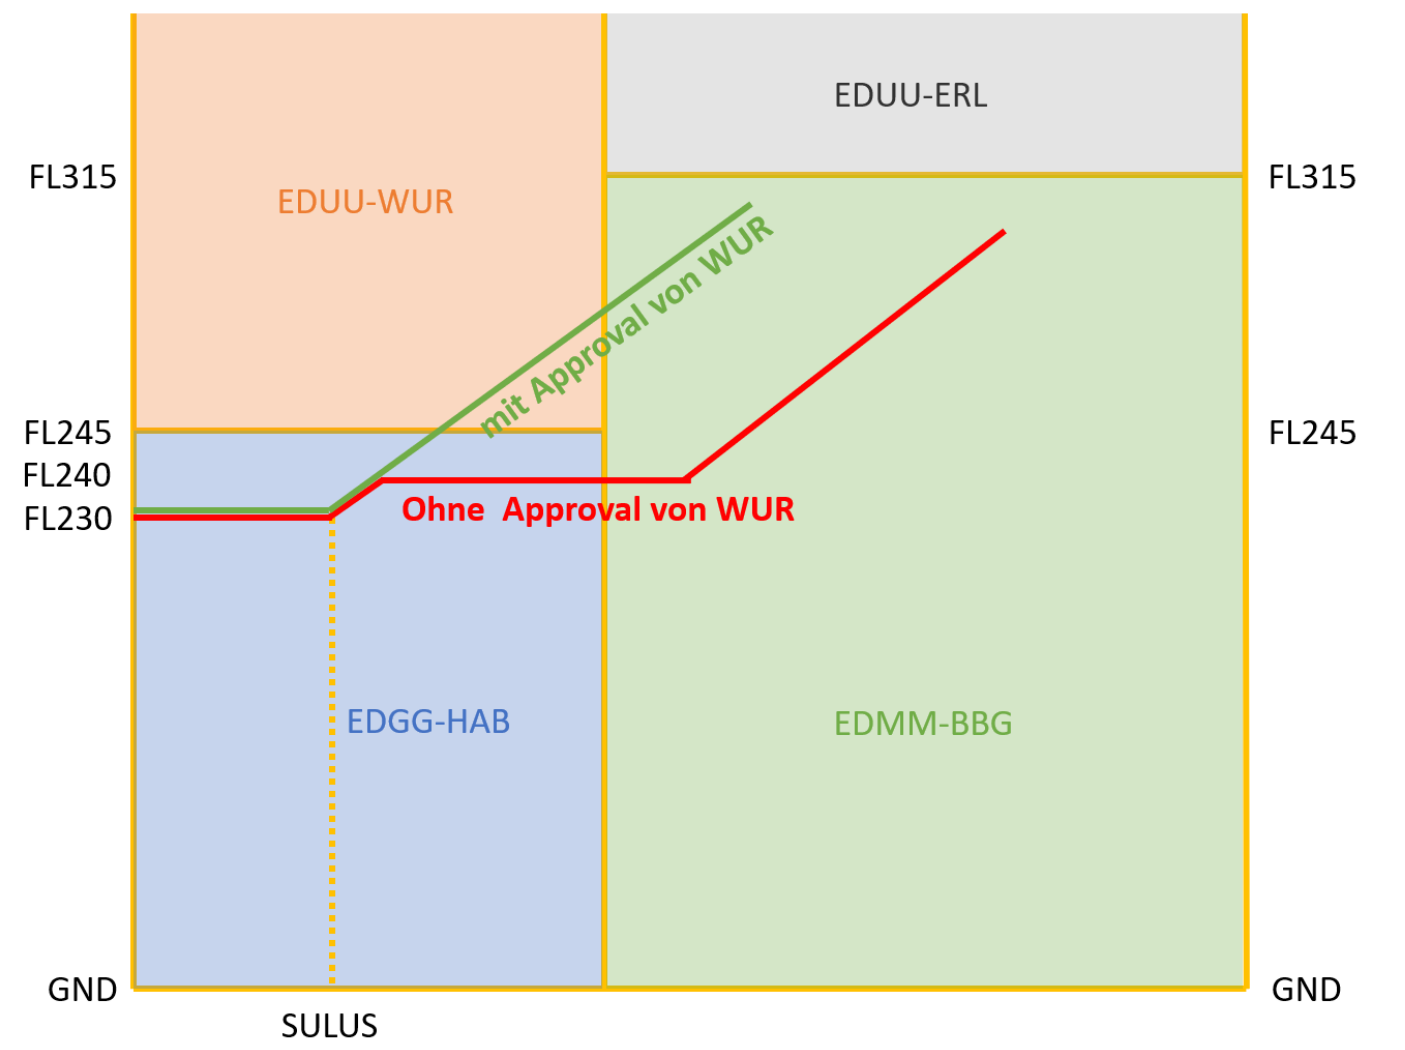 EDUU-ERL
FL315
FL315
EDUU-WUR
mit Approval von WUR
FL245
FL245
FL240
FL230
Ohne  Approval von WUR
EDGG-HAB
EDMM-BBG
GND
GND
SULUS